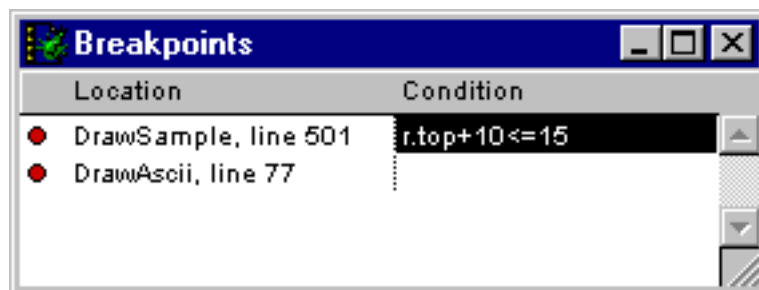 Breakpoints
Location Condition
DrawSample, line 501 r.top+10<=15
DrawAscii, line 77